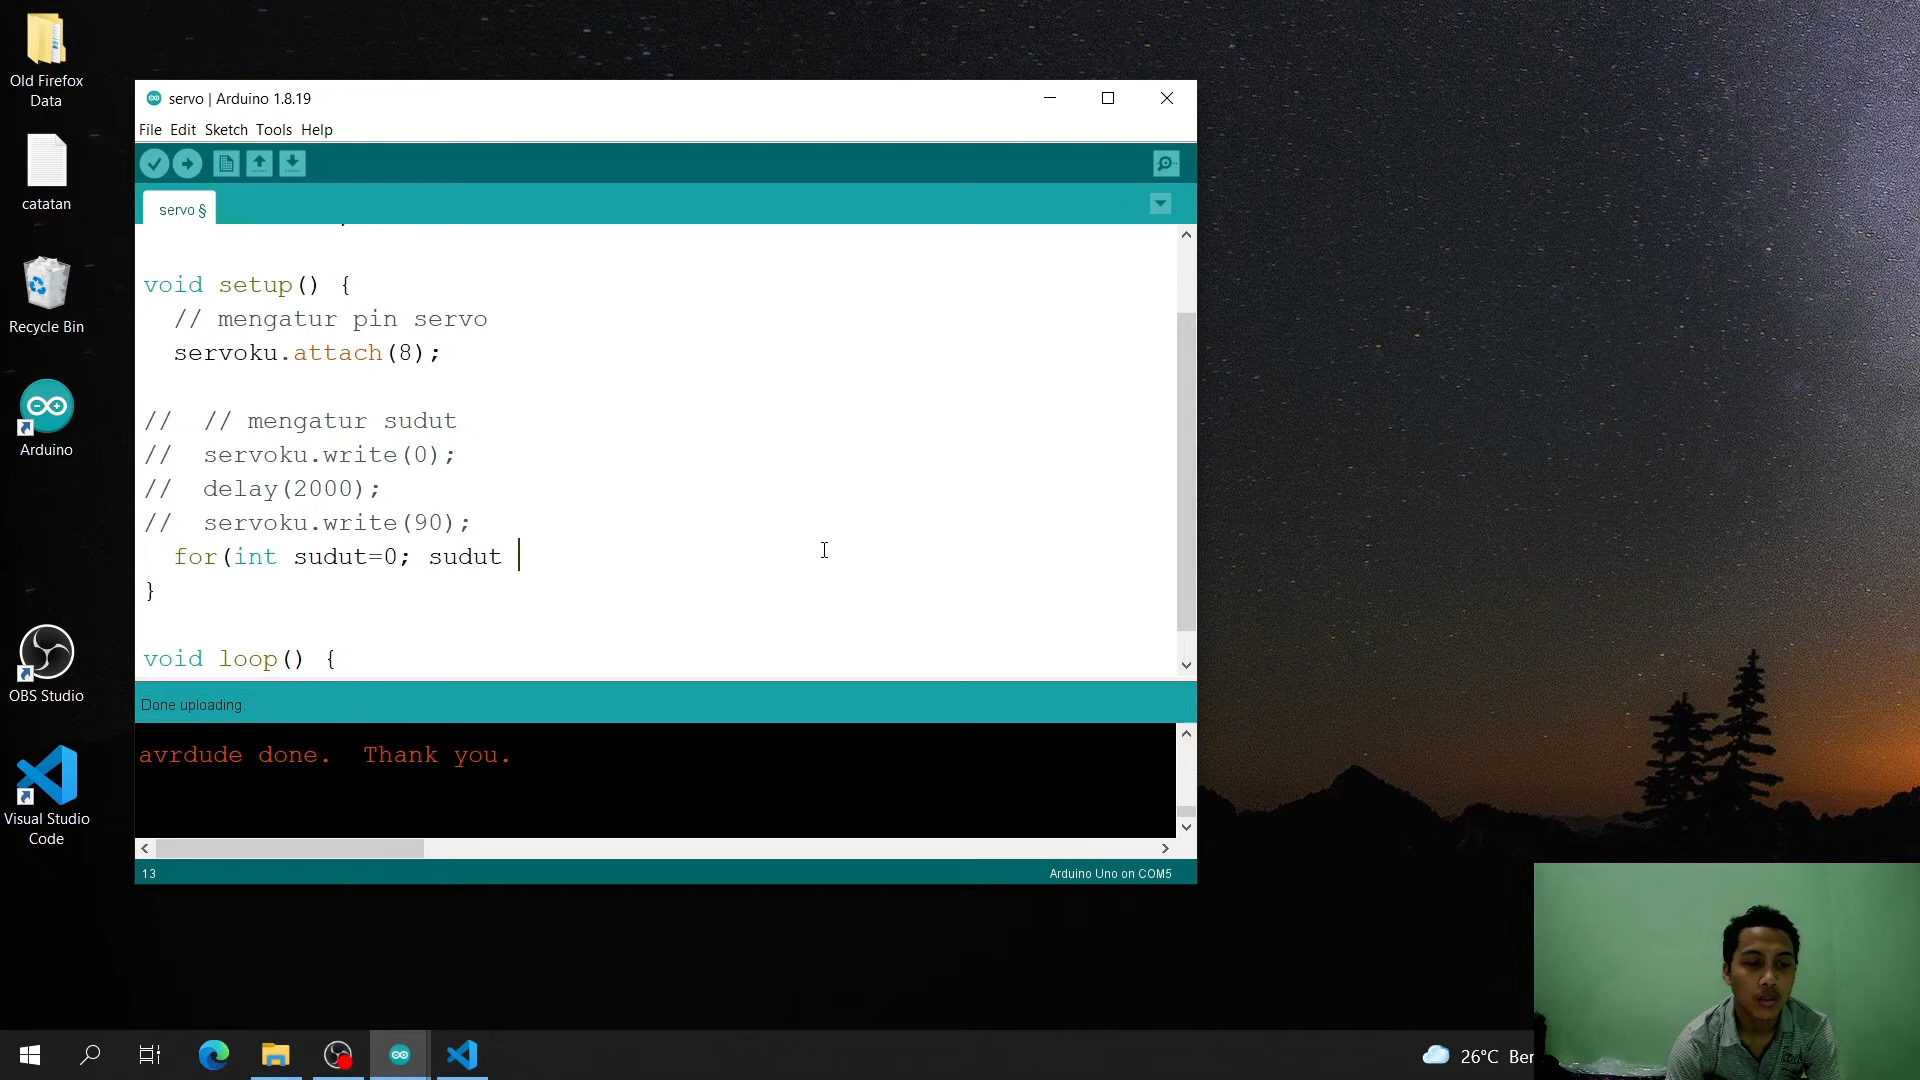 Old Firefox
Data
catatan
Recycle Bin
Arduino
OBS Studio
Visual Studio
Code
servo | Arduino 1.8.19
File Edit Sketch Tools Help
servo §
void setup() {
// mengatur pin servo
servoku.attach(8);
// // mengatur sudut
// servoku.write(0);
// delay(2000);
// servoku.write(90);
for(int sudut=0; sudut
}
void loop() {
Done uploading.
avrdude done. Thank you.
13
Arduino Uno on COM5
26°C Ber